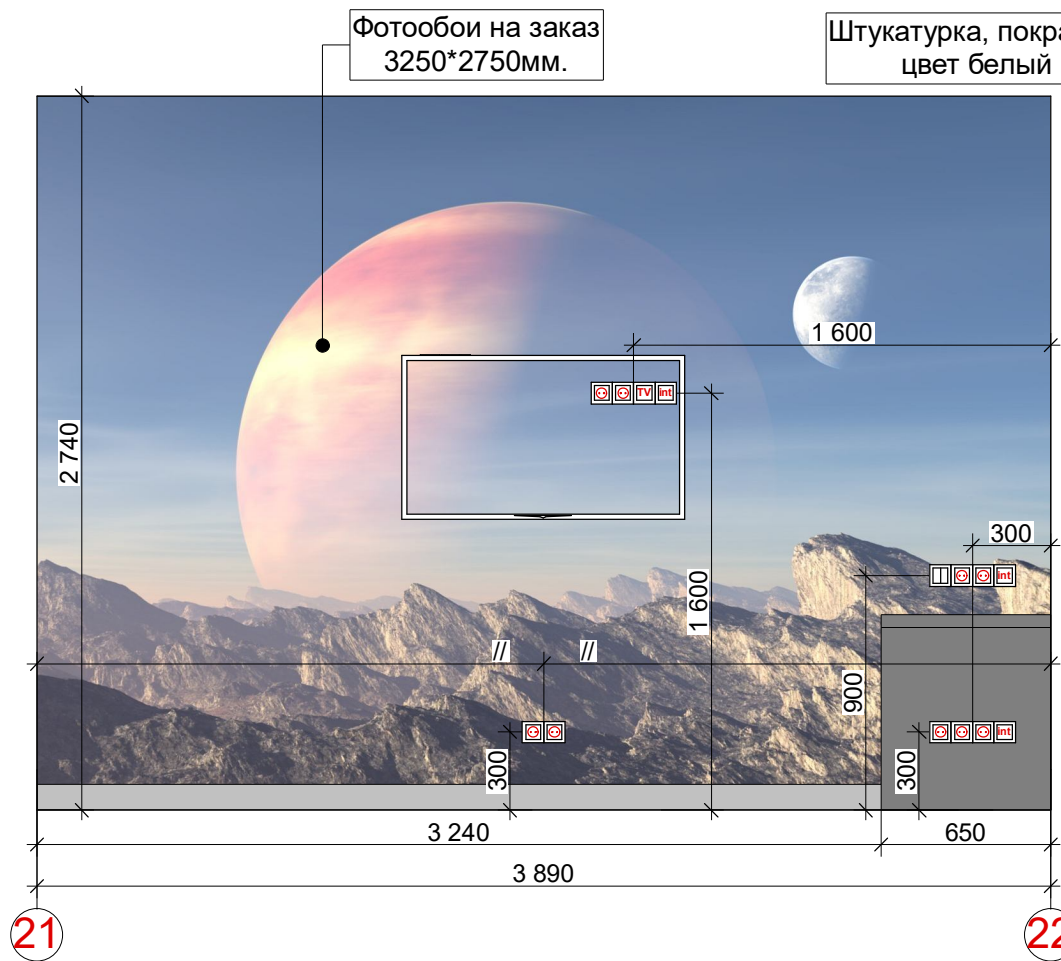 Фотообои на заказ
3250*2750мм.
Штукатурка, покра
цвет белый
1 600
2 740
TV int
300
int
1 600
//
//
900
int
300
300
3 240
650
3 890
21
22